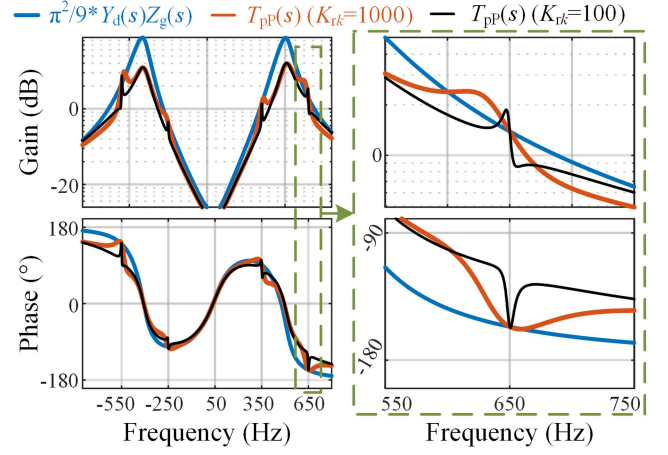 π²/9*Y_d(s)Z_g(s) T_pP(s) (K_rk=1000) T_pP(s) (K_rk=100)
Gain (dB)
0
-20
0
Phase (°)
180
0
-180
-90
-180
-550 -250 50 350 650
550 650 750
Frequency (Hz) Frequency (Hz)